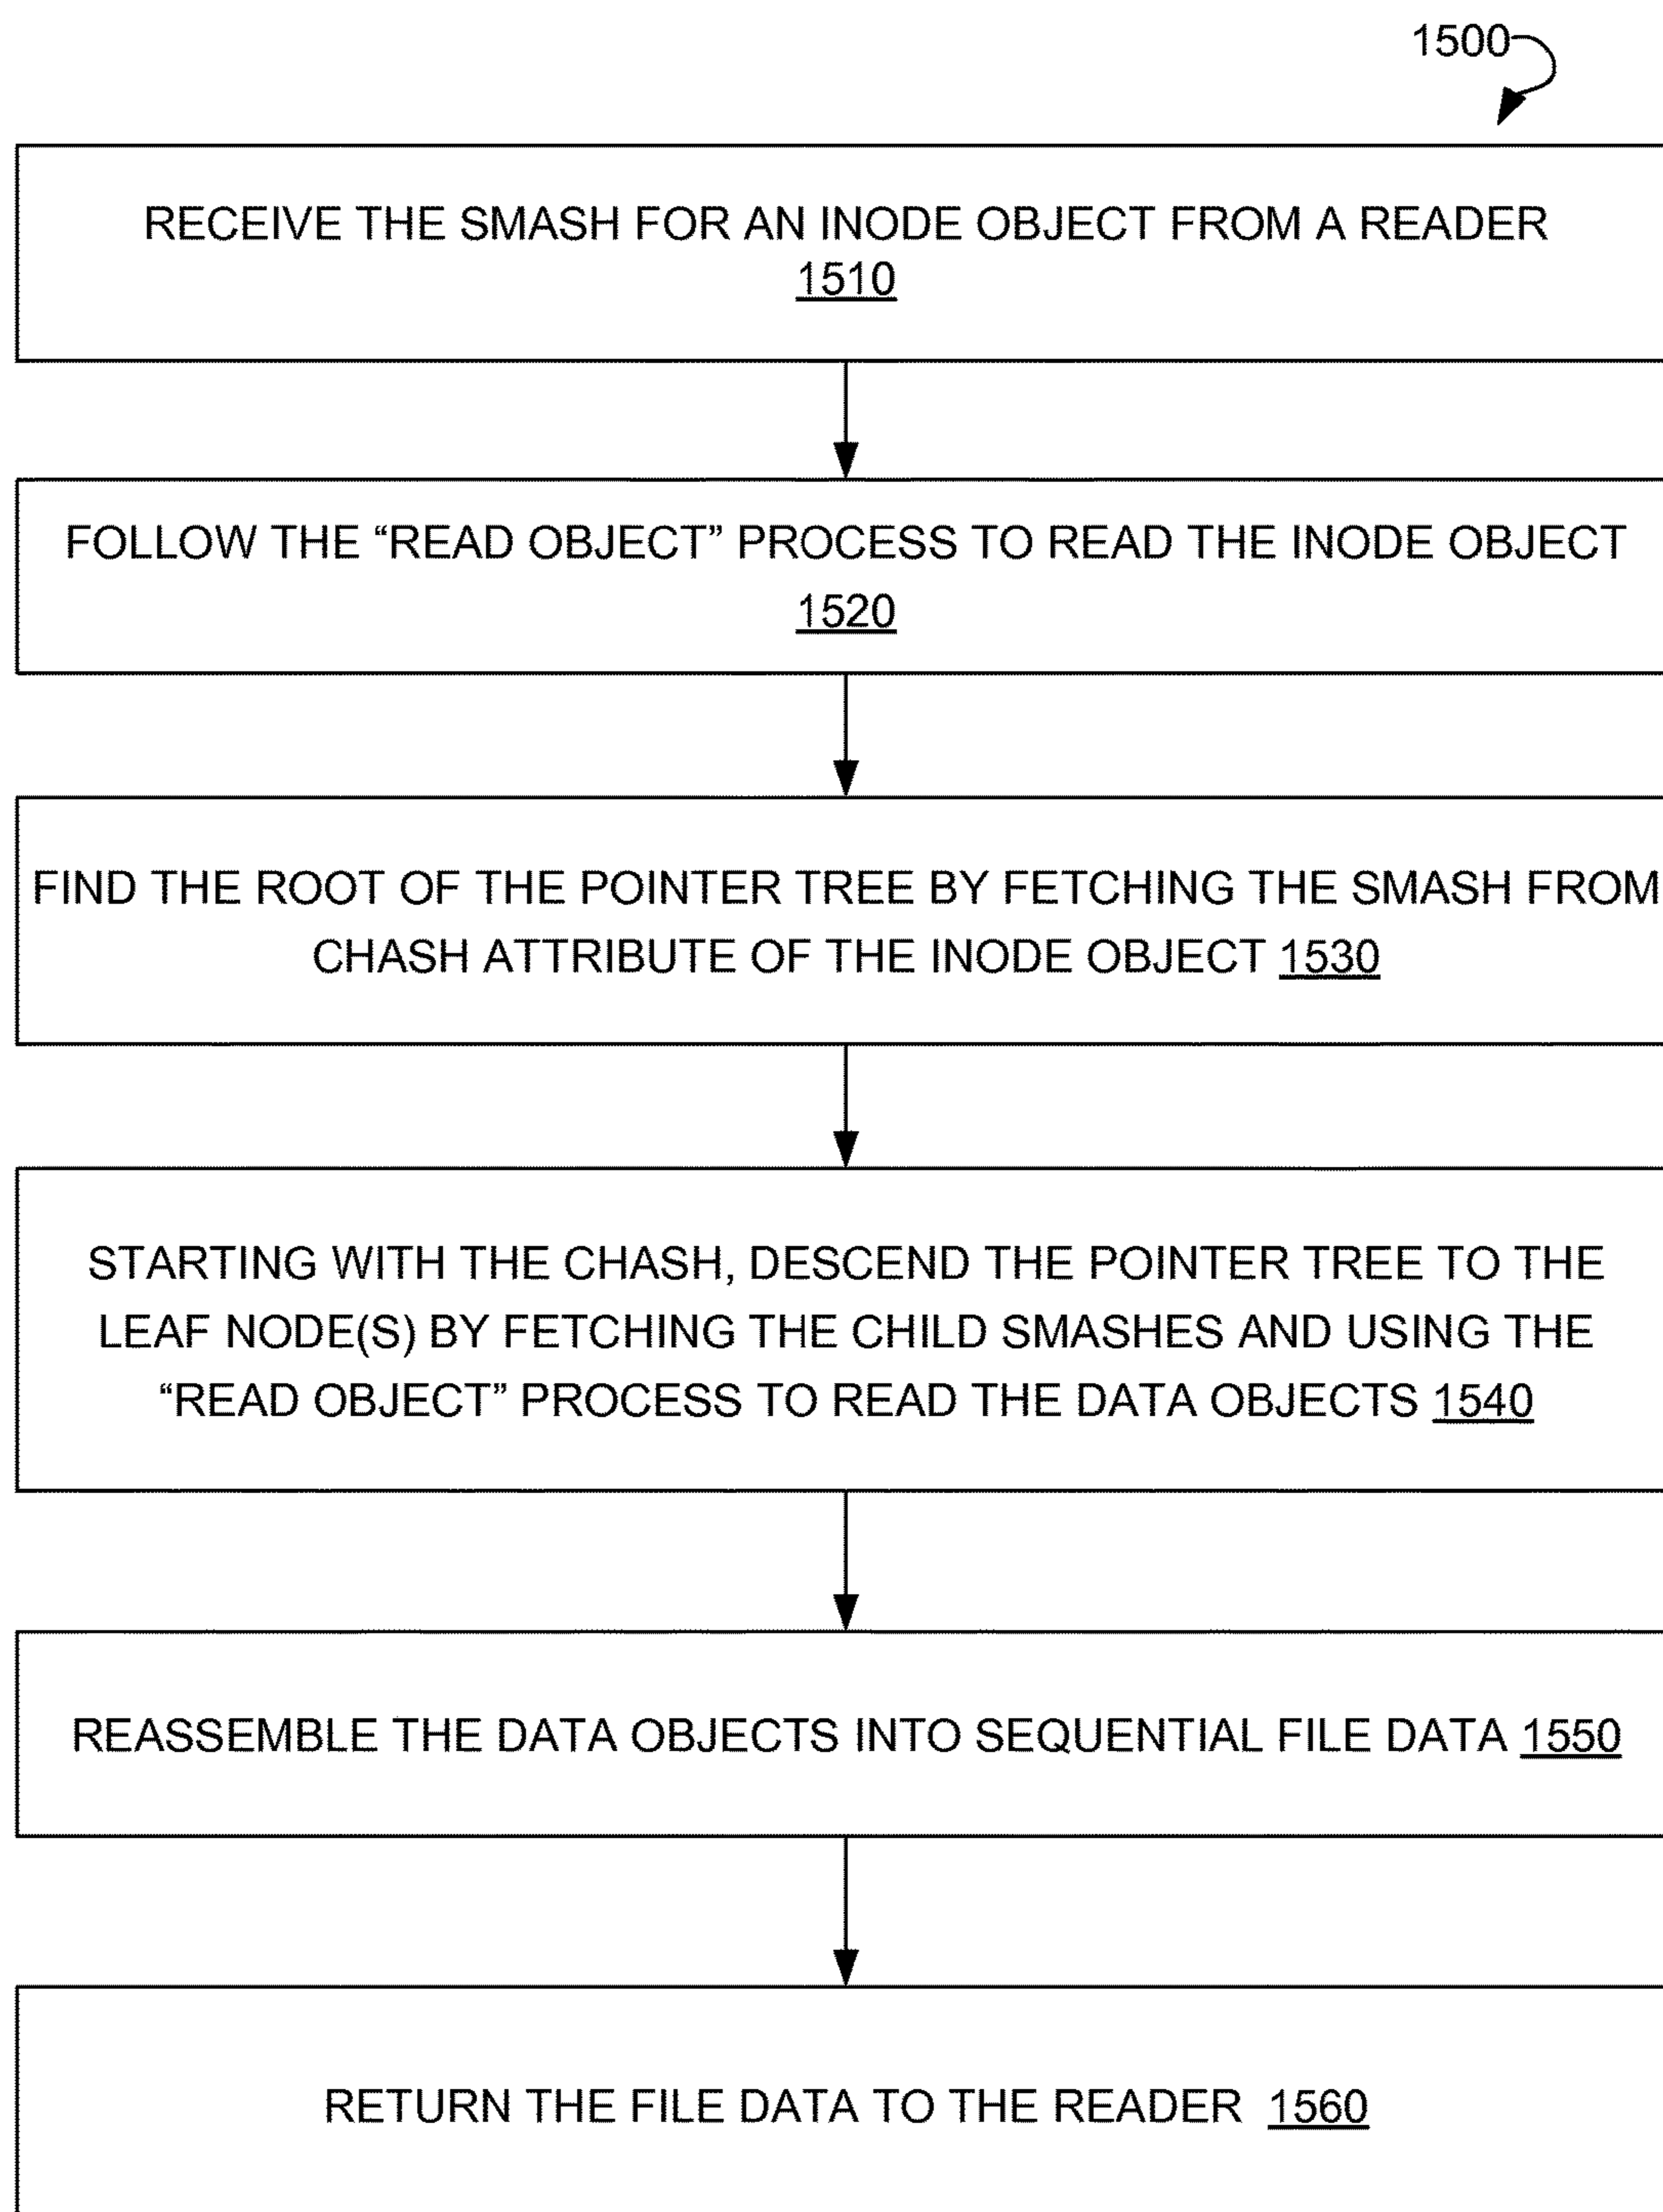 1500
RECEIVE THE SMASH FOR AN INODE OBJECT FROM A READER
1510
FOLLOW THE “READ OBJECT” PROCESS TO READ THE INODE OBJECT
1520
FIND THE ROOT OF THE POINTER TREE BY FETCHING THE SMASH FROM
CHASH ATTRIBUTE OF THE INODE OBJECT 1530
STARTING WITH THE CHASH, DESCEND THE POINTER TREE TO THE
LEAF NODE(S) BY FETCHING THE CHILD SMASHES AND USING THE
“READ OBJECT” PROCESS TO READ THE DATA OBJECTS 1540
REASSEMBLE THE DATA OBJECTS INTO SEQUENTIAL FILE DATA 1550
RETURN THE FILE DATA TO THE READER 1560